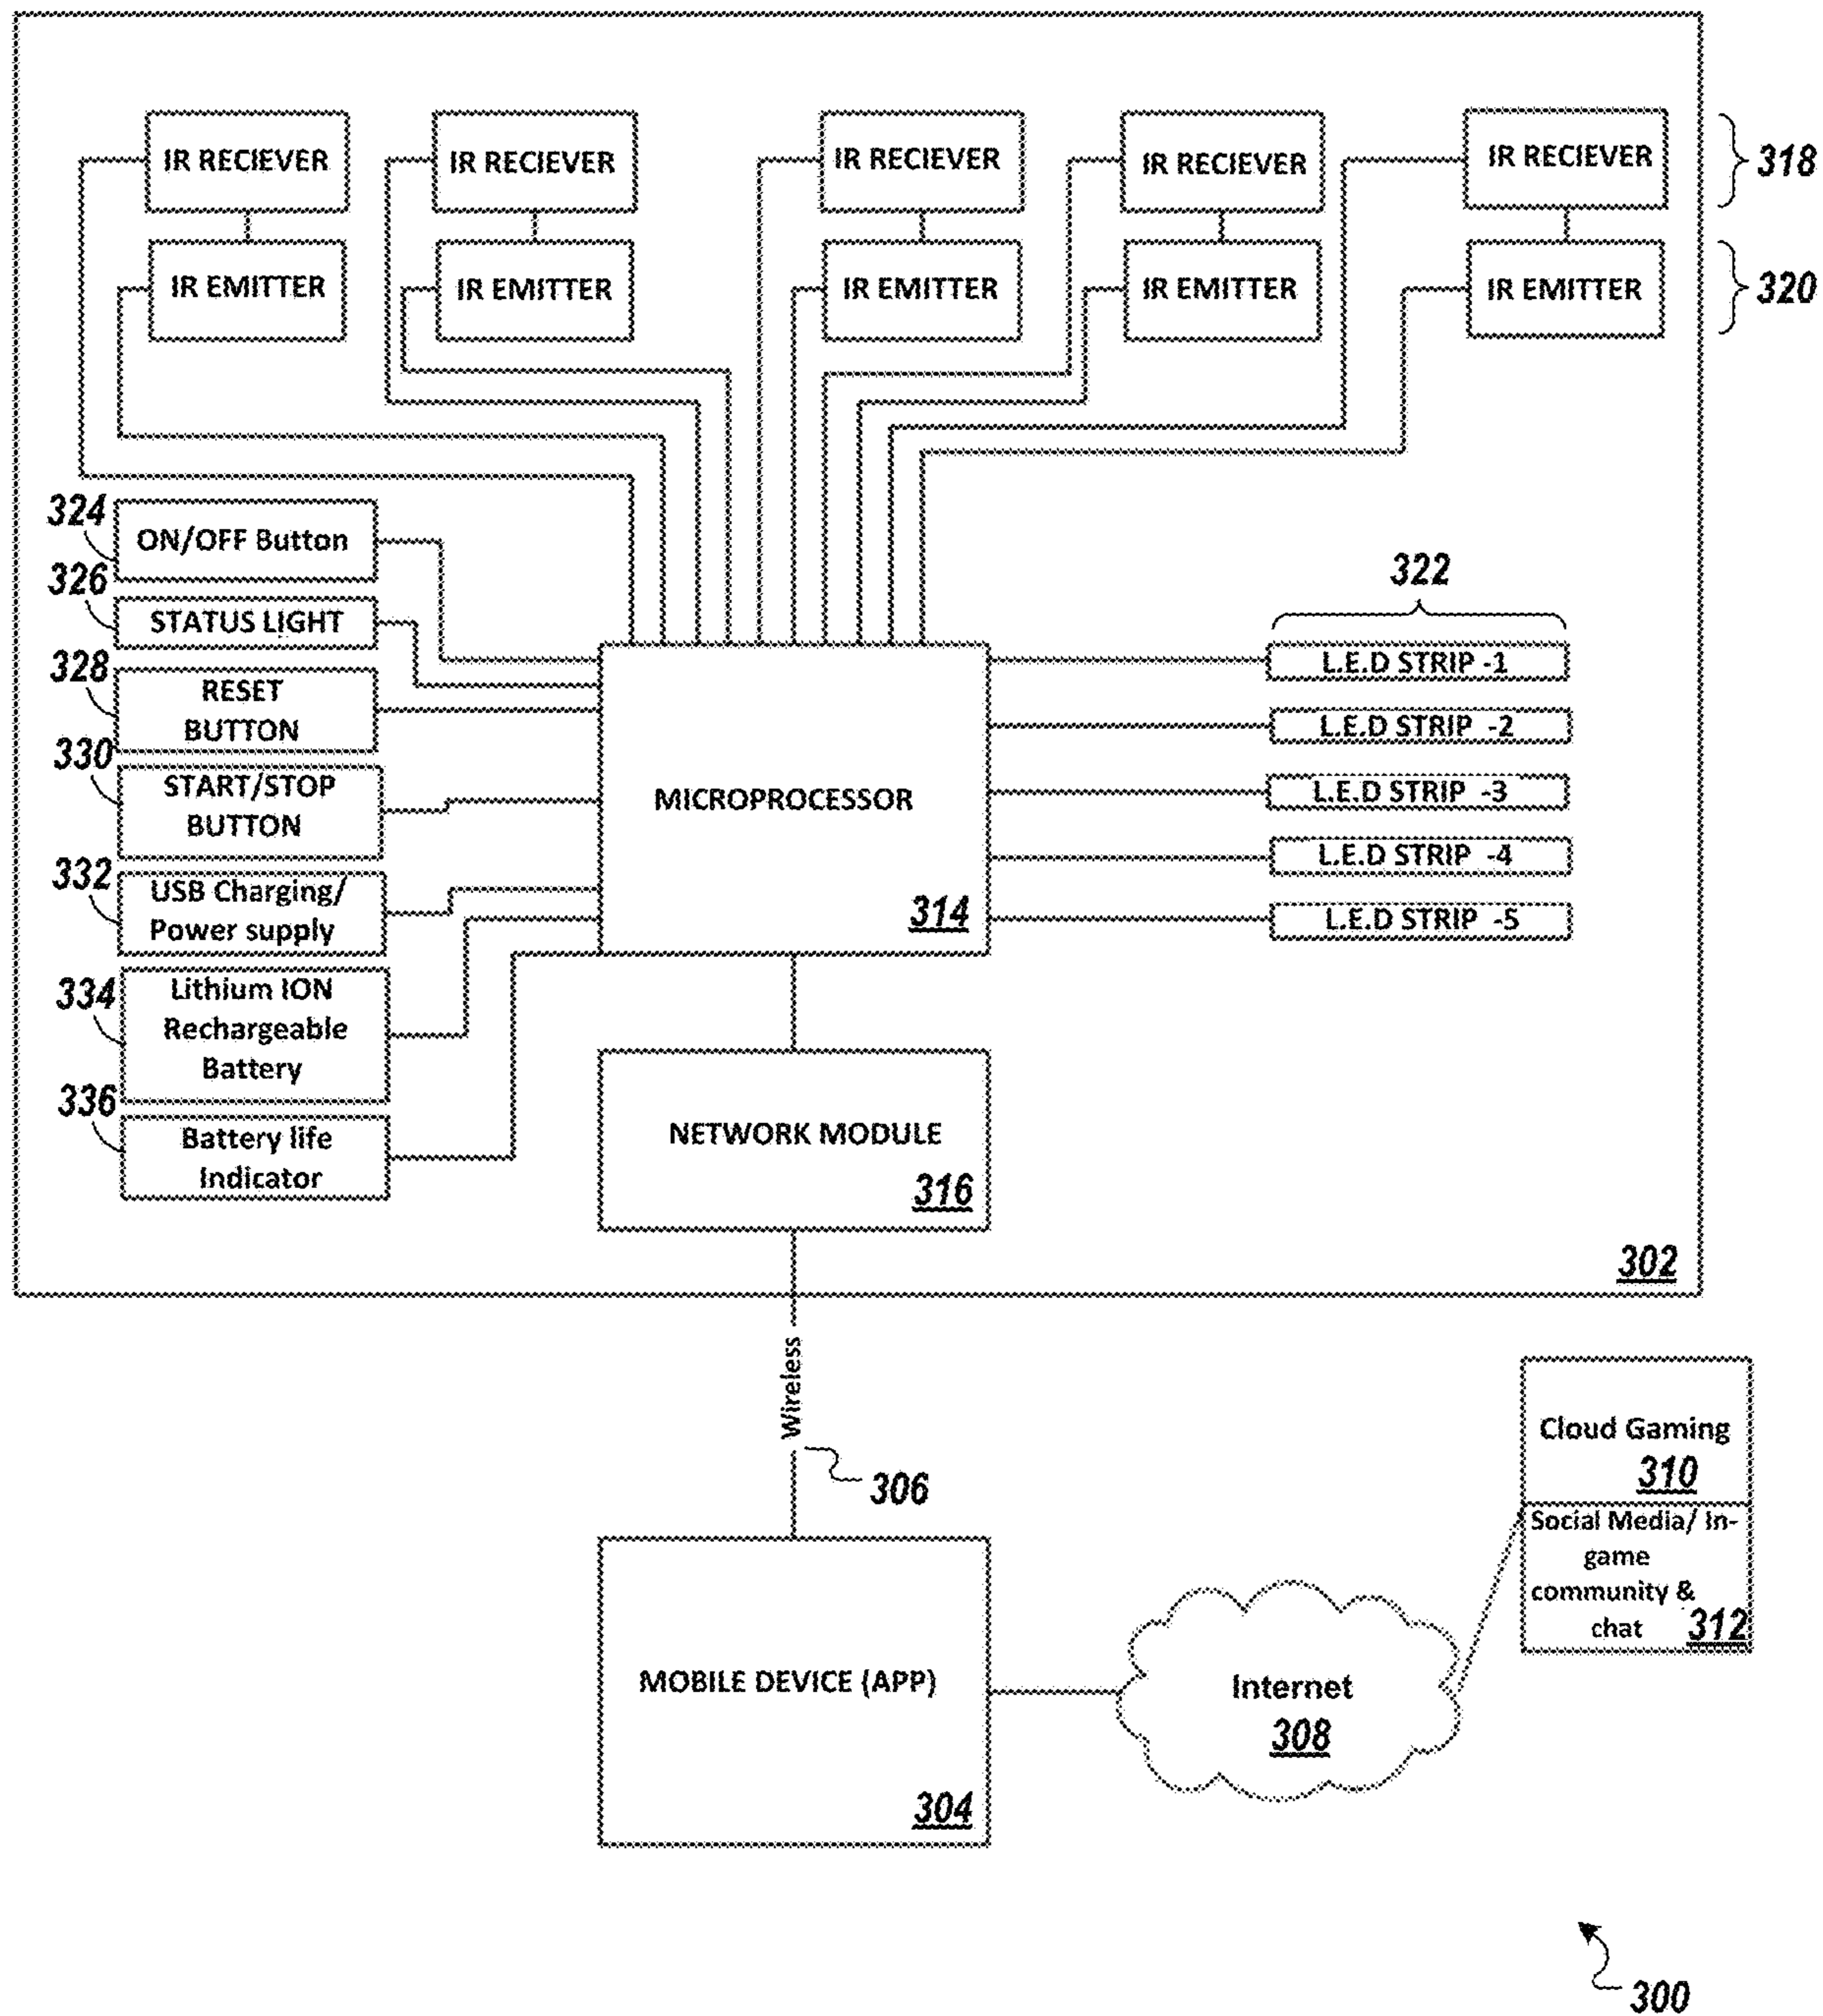 IR RECIEVER
IR RECIEVER
IR RECIEVER
IR RECIEVER
IR RECIEVER
318
IR EMITTER
IR EMITTER
IR EMITTER
IR EMITTER
IR EMITTER
320
324
ON/OFF Button
326
STATUS LIGHT
328
RESET
BUTTON
330
START/STOP
BUTTON
332
USB Charging/
Power supply
334
Lithium ION
Rechargeable
Battery
336
Battery life
Indicator
MICROPROCESSOR
314
322
L.E.D STRIP -1
L.E.D STRIP -2
L.E.D STRIP -3
L.E.D STRIP -4
L.E.D STRIP -5
NETWORK MODULE
316
302
Wireless
306
MOBILE DEVICE (APP)
304
Internet
308
Cloud Gaming
310
Social Media/ In-
game
community &
chat
312
300